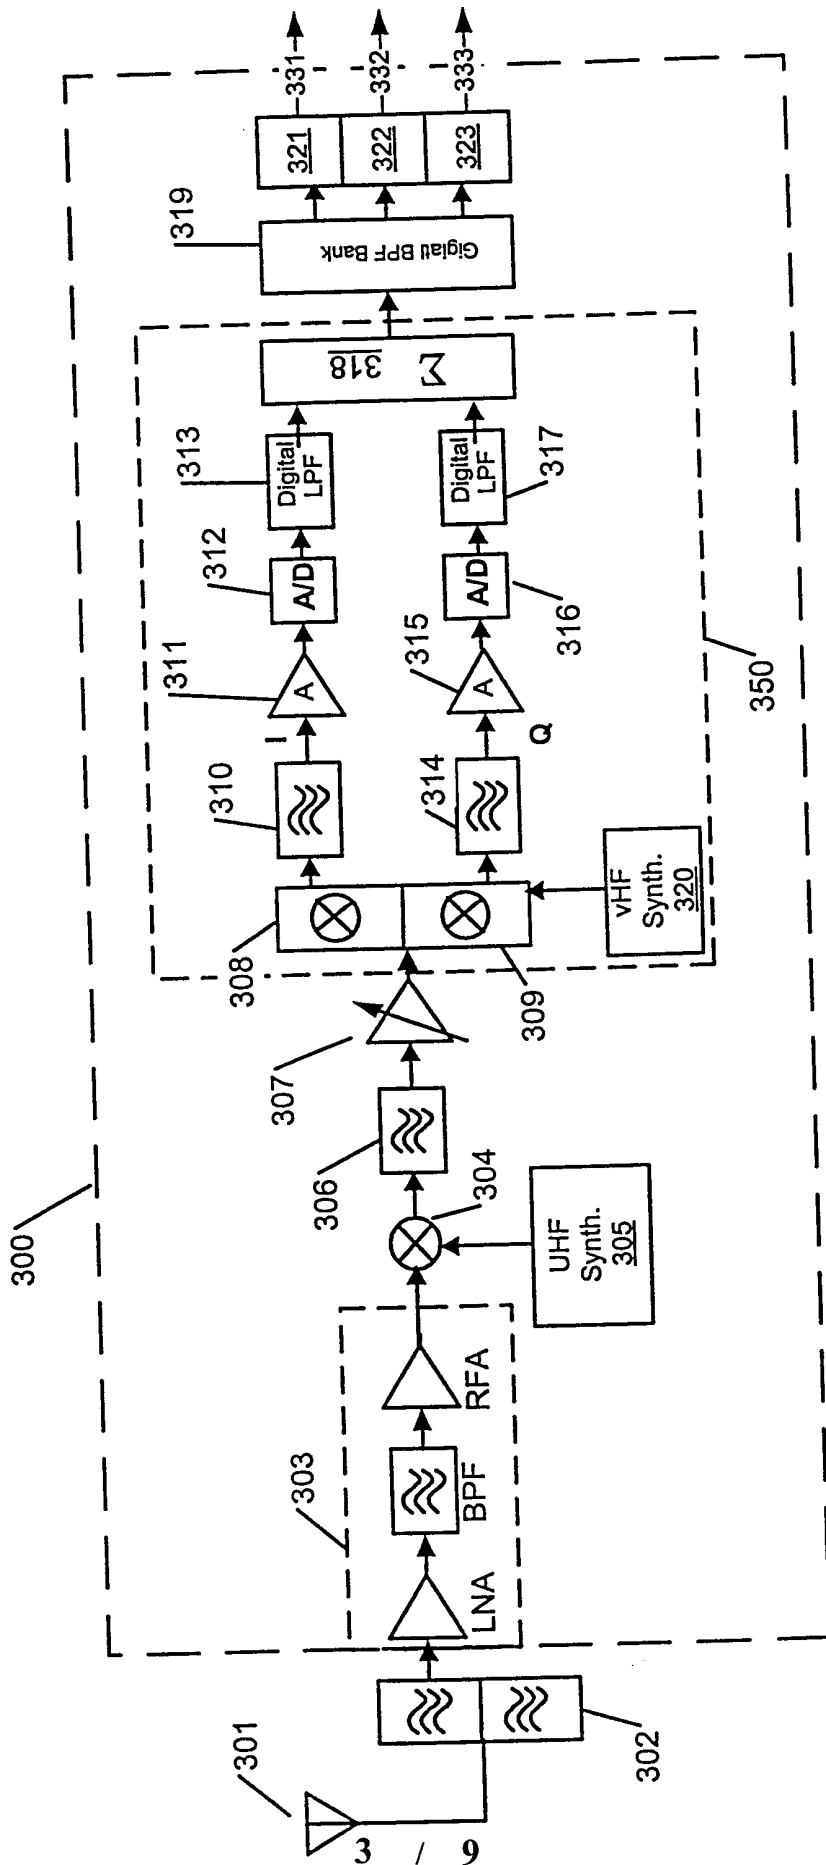 300
301
302
303
LNA
BPF
RFA
304
UHF
Synth.
305
306
307
308
309
vHF
Synth.
320
310
I
311
A
312
A/D
313
Digital
LPF
314
Q
315
A
316
A/D
317
Digital
LPF
318
Σ
350
319
Gigiatl BPF Bank
321
322
323
331
332
333
3 / 9